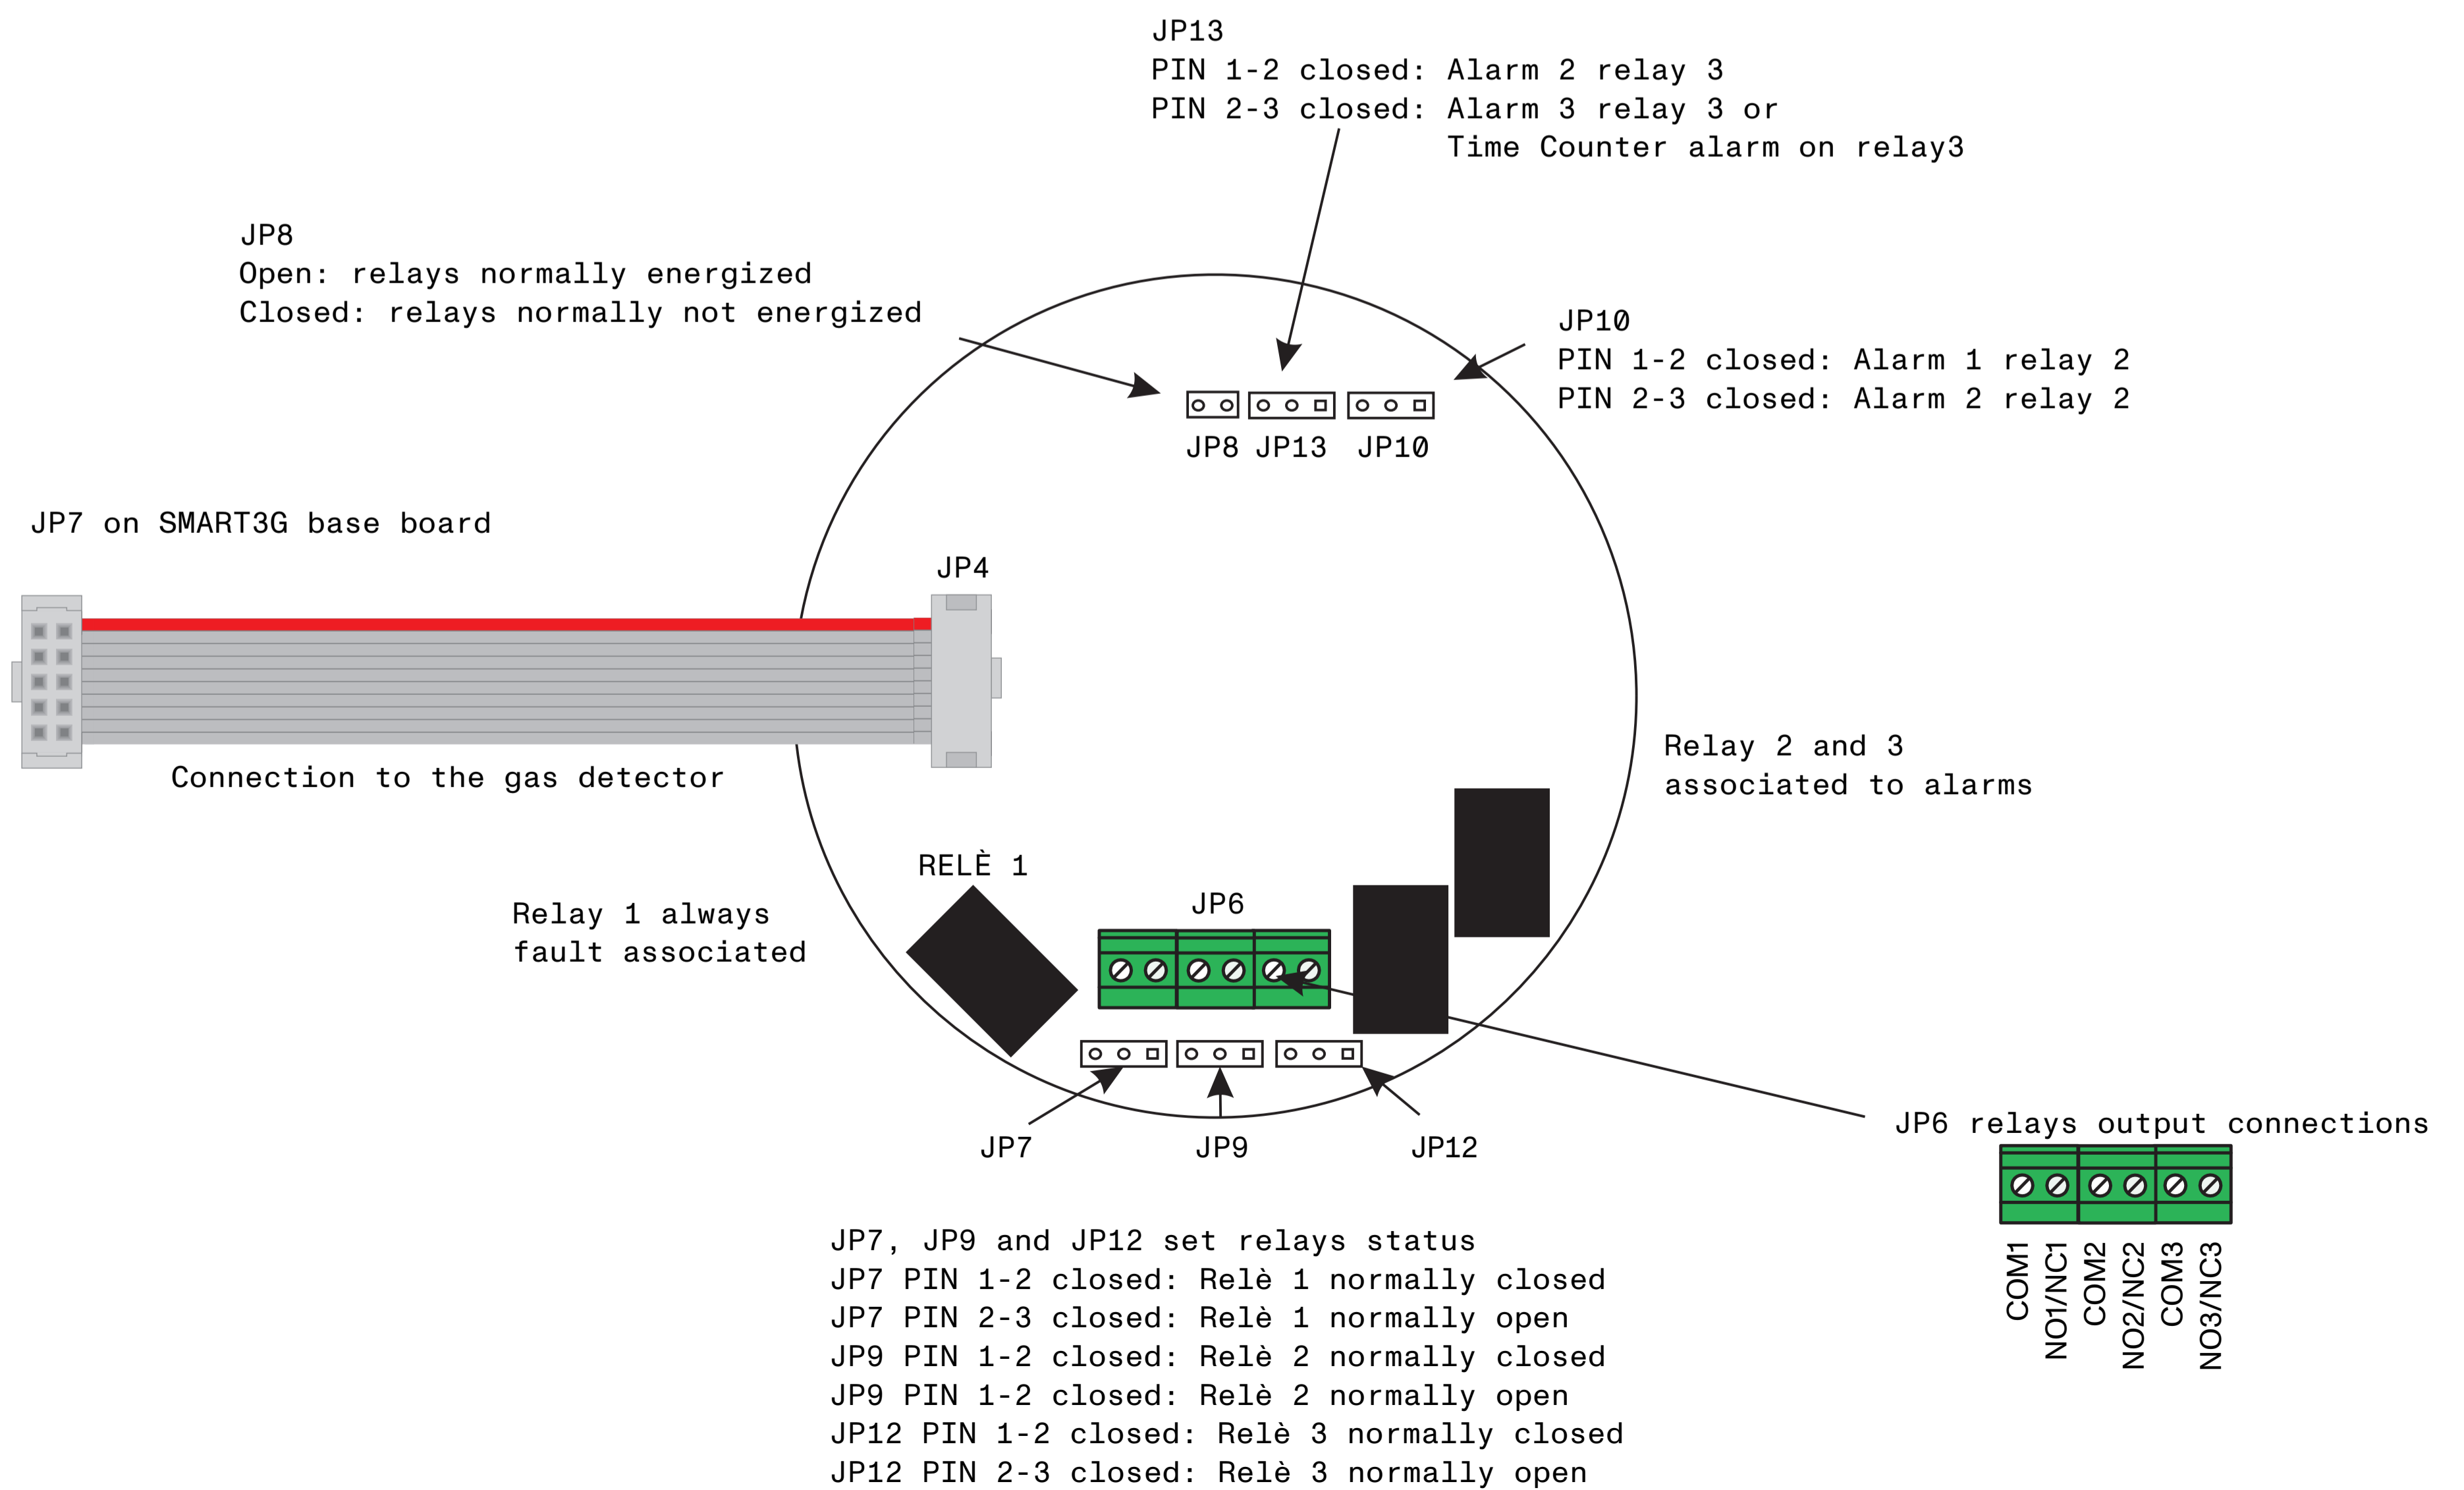 JP13
PIN 1-2 closed: Alarm 2 relay 3
PIN 2-3 closed: Alarm 3 relay 3 or
Time Counter alarm on relay3
JP8
Open: relays normally energized
Closed: relays normally not energized
JP10
PIN 1-2 closed: Alarm 1 relay 2
PIN 2-3 closed: Alarm 2 relay 2
JP8 JP13 JP10
JP7 on SMART3G base board
JP4
Connection to the gas detector
Relay 2 and 3
associated to alarms
RELÈ 1
Relay 1 always
fault associated
JP6
JP7 JP9 JP12
JP6 relays output connections
COM1
NO1/NC1
COM2
NO2/NC2
COM3
NO3/NC3
JP7, JP9 and JP12 set relays status
JP7 PIN 1-2 closed: Relè 1 normally closed
JP7 PIN 2-3 closed: Relè 1 normally open
JP9 PIN 1-2 closed: Relè 2 normally closed
JP9 PIN 1-2 closed: Relè 2 normally open
JP12 PIN 1-2 closed: Relè 3 normally closed
JP12 PIN 2-3 closed: Relè 3 normally open